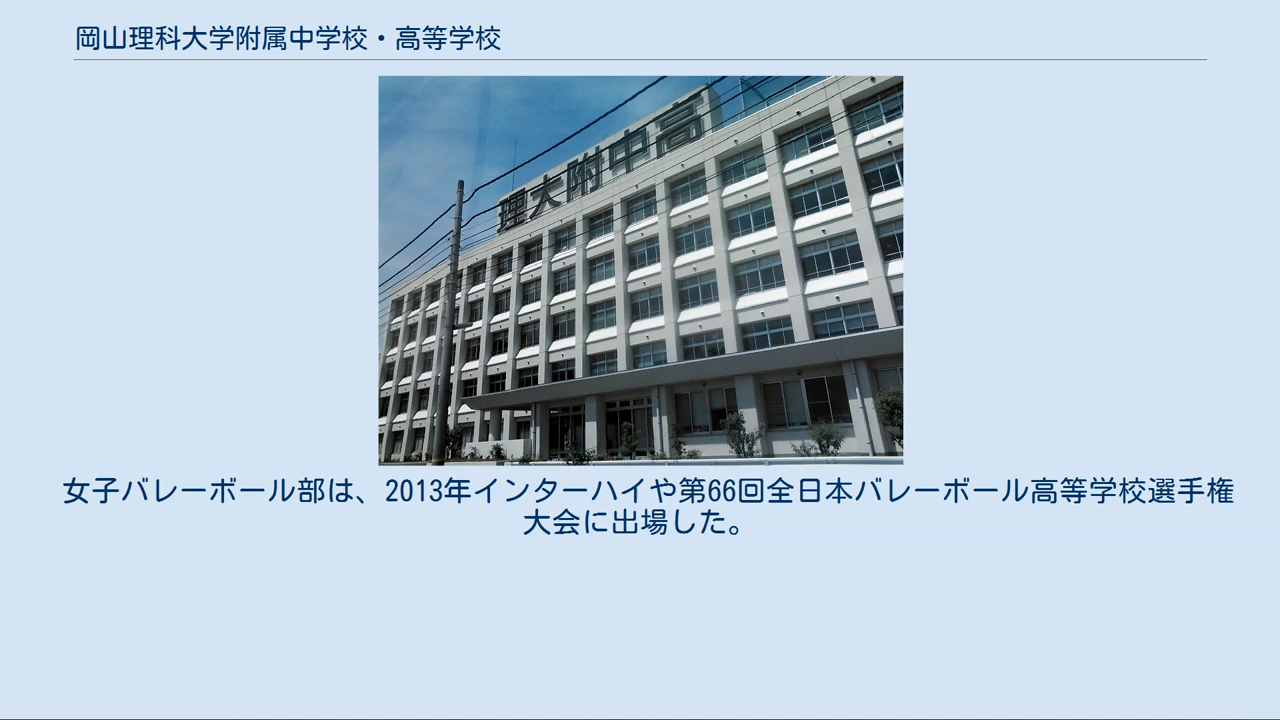 岡山理科大学附属中学校・高等学校
理大附中高
女子バレーボール部は、2013年インターハイや第66回全日本バレーボール高等学校選手権
大会に出場した。